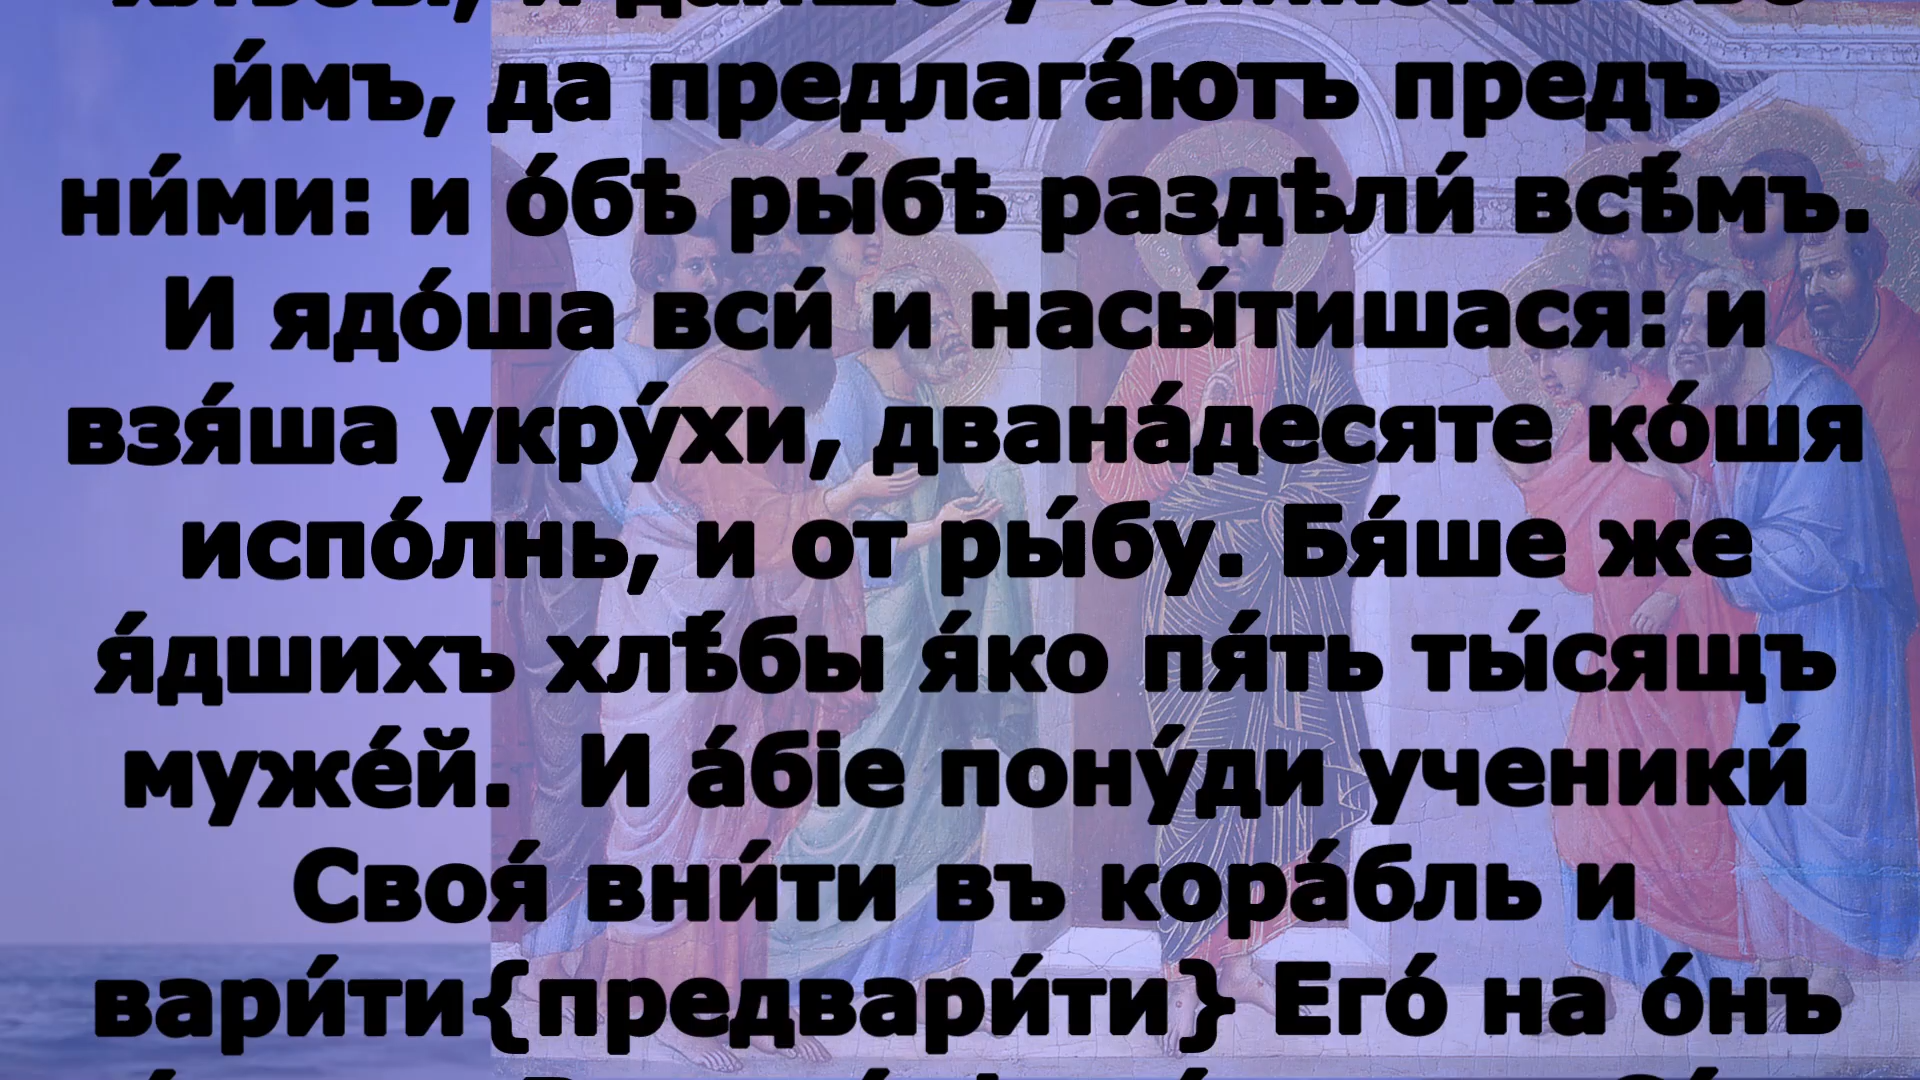 и́мъ, да предлага́ютъ предъ
ни́ми: и о́бѣ ры́бѣ раздѣли́ всѣ́мъ.
И ядо́ша вси́ и насы́тишася: и
взя́ша укру́хи, двана́десяте ко́шя
испо́лнь, и от ры́бу. Бя́ше же
я́дшихъ хлѣ́бы я́ко пя́ть ты́сящъ
муже́й. И а́біе пону́ди ученики́
Своя́ вни́ти въ кора́бль и
вари́ти{предвари́ти} Его́ на о́нъ